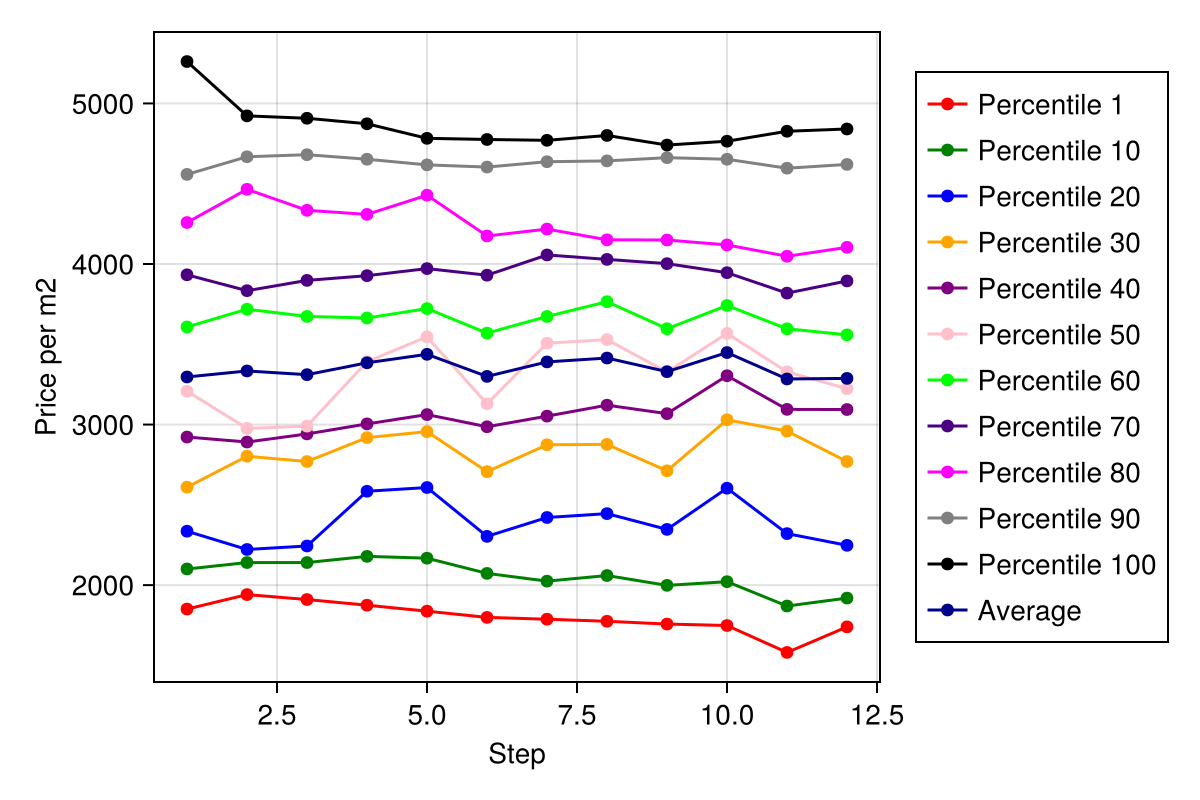 Price per m2
5000
4000
3000
2000
2.5 5.0 7.5 10.0 12.5
Step
Percentile 1
Percentile 10
Percentile 20
Percentile 30
Percentile 40
Percentile 50
Percentile 60
Percentile 70
Percentile 80
Percentile 90
Percentile 100
Average